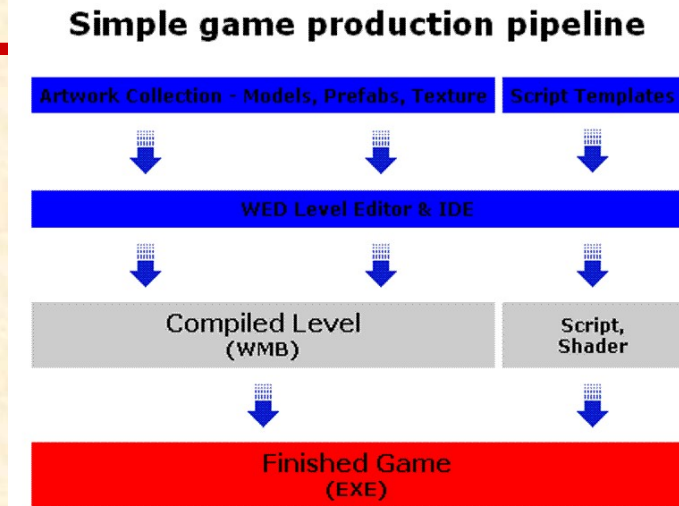 Simple game production pipeline
Artwork Collection - Models, Prefabs, Texture
Script Templates
WED Level Editor & IDE
Compiled Level
(WMB)
Script,
Shader
Finished Game
(EXE)